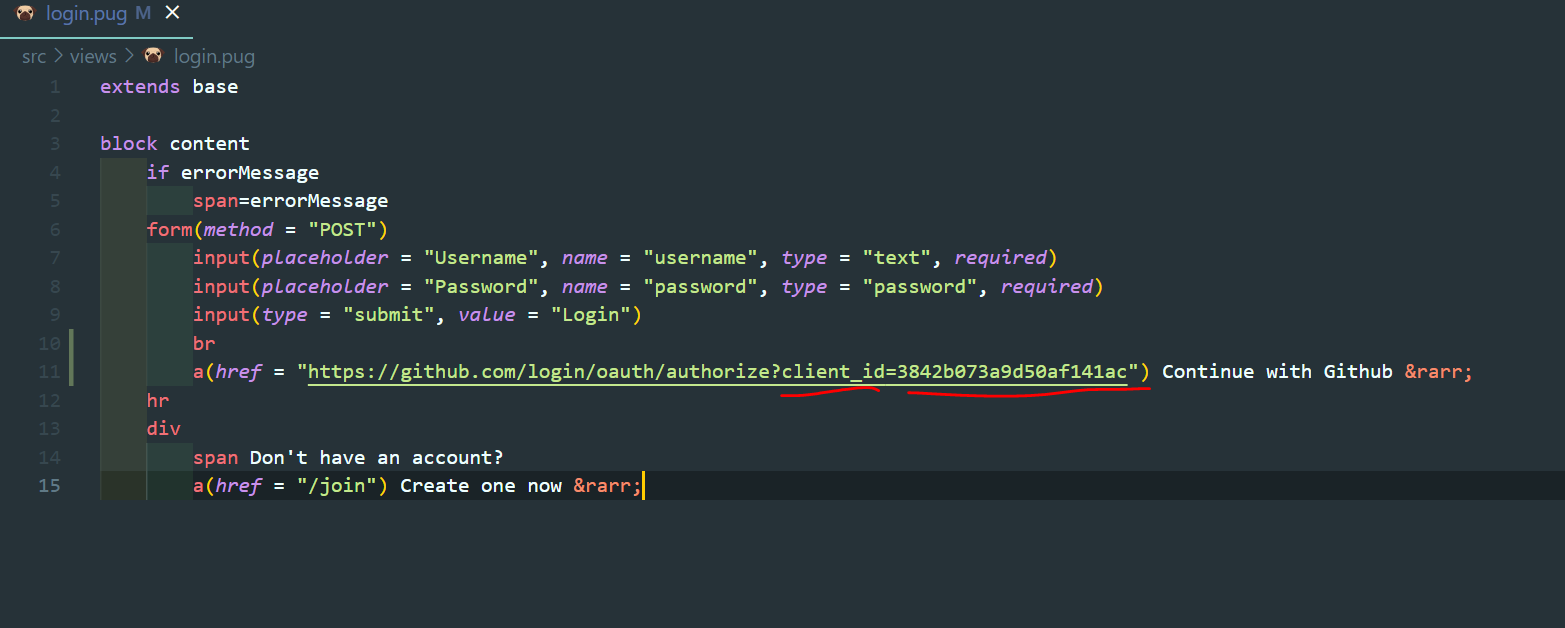 login.pug M ×
src > views > login.pug
1 extends base
2
3 block content
4 if errorMessage
5 span=errorMessage
6 form(method = "POST")
7 input(placeholder = "Username", name = "username", type = "text", required)
8 input(placeholder = "Password", name = "password", type = "password", required)
9 input(type = "submit", value = "Login")
10 br
11 a(href = "https://github.com/login/oauth/authorize?client_id=3842b073a9d50af141ac") Continue with Github &rarr;
12 hr
13 div
14 span Don't have an account?
15 a(href = "/join") Create one now &rarr;